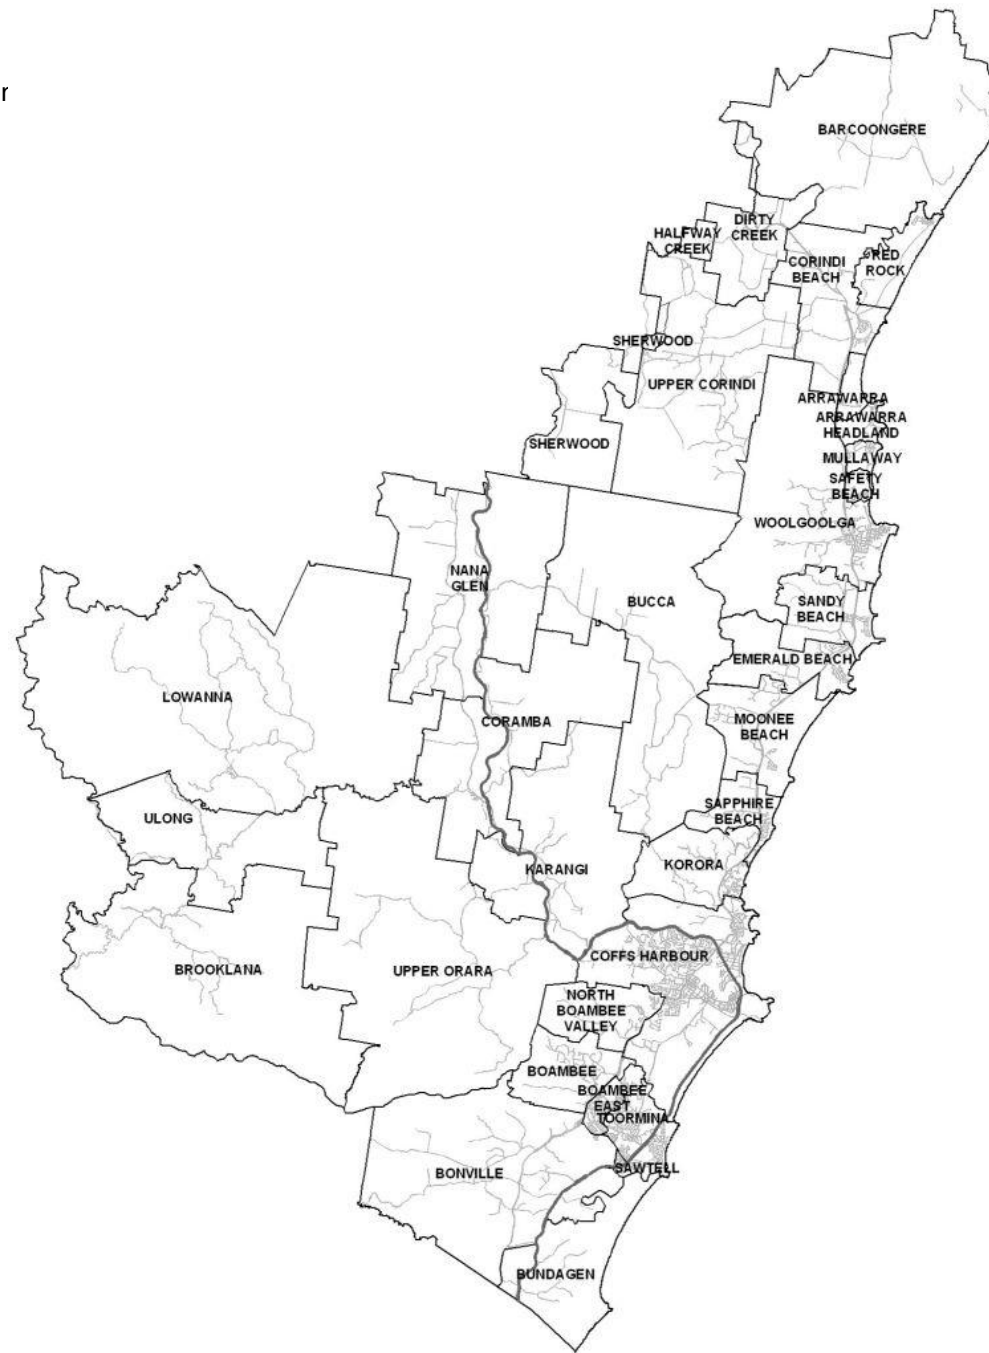 r
BARCOONGERE
DIRTY
CREEK
HALFWAY
CREEK
CORINDI
BEACH
RED
ROCK
SHERWOOD
UPPER CORINDI
ARRAWARRA
ARRAWARRA
HEADLAND
SHERWOOD
MULLAWAY
SAFETY
BEACH
WOOLGOOLGA
NANA
GLEN
BUCCA
SANDY
BEACH
EMERALD BEACH
LOWANNA
CORAMBA
MOONEE
BEACH
ULONG
SAPPHIRE
BEACH
KARANGI
KORORA
BROOKLANA
UPPER ORARA
COFFS HARBOUR
NORTH
BOAMBEE
VALLEY
BOAMBEE
BOAMBEE
EAST
TOORMINA
BONVILLE
SAWTELL
BUNDAGEN